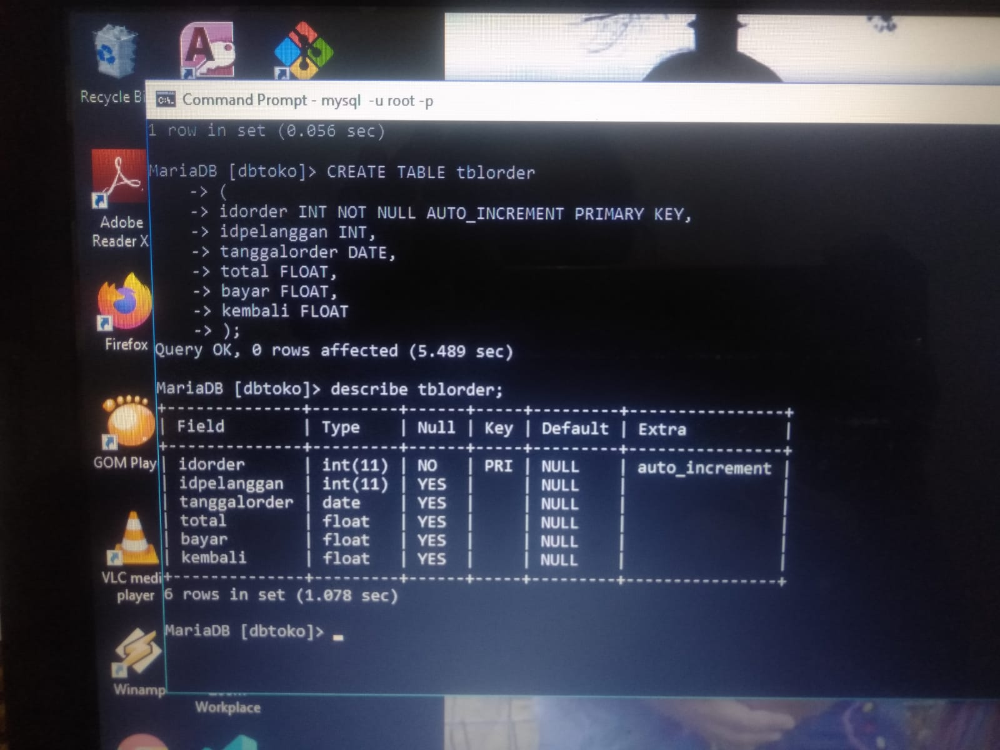 Recycle Bi
Command Prompt - mysql -u root -p
1 row in set (0.056 sec)
MariaDB [dbtoko]> CREATE TABLE tblorder
-> (
-> idorder INT NOT NULL AUTO_INCREMENT PRIMARY KEY,
-> idpelanggan INT,
-> tanggalorder DATE,
-> total FLOAT,
-> bayar FLOAT,
-> kembali FLOAT
-> );
Query OK, 0 rows affected (5.489 sec)
MariaDB [dbtoko]> describe tblorder;
+--------------+---------+------+-----+---------+----------------+
| Field | Type | Null | Key | Default | Extra |
+--------------+---------+------+-----+---------+----------------+
| idorder | int(11) | NO | PRI | NULL | auto_increment |
| idpelanggan | int(11) | YES | | NULL | |
| tanggalorder | date | YES | | NULL | |
| total | float | YES | | NULL | |
| bayar | float | YES | | NULL | |
| kembali | float | YES | | NULL | |
+--------------+---------+------+-----+---------+----------------+
6 rows in set (1.078 sec)
MariaDB [dbtoko]>
Adobe
Reader X
Firefox
GOM Play
VLC medi
player
Winamp
Workplace